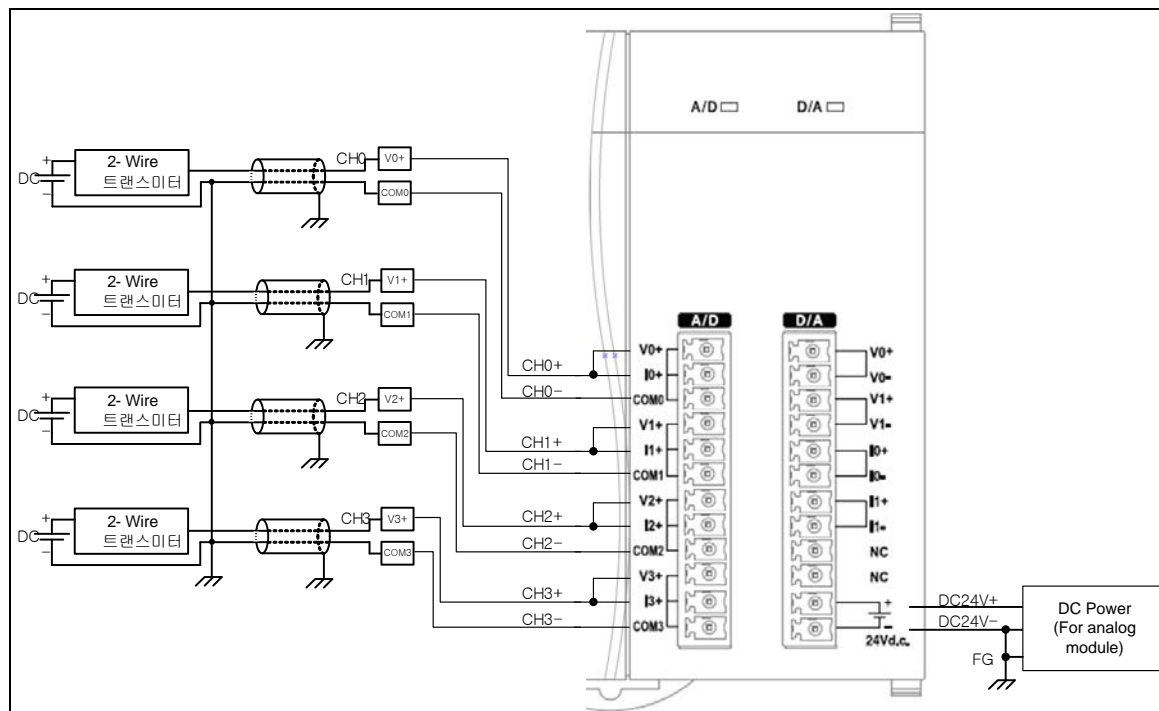 A/D
D/A
+
DC
-
2- Wire
트랜스미터
CH0
V0+
COM0
+
DC
-
2- Wire
트랜스미터
CH1
V1+
COM1
+
DC
-
2- Wire
트랜스미터
CH2
V2+
COM2
+
DC
-
2- Wire
트랜스미터
CH3
V3+
COM3
CH0+
CH0-
CH1+
CH1-
CH2+
CH2-
CH3+
CH3-
A/D
V0+
I0+
COM0
V1+
I1+
COM1
V2+
I2+
COM2
V3+
I3+
COM3
D/A
V0+
V0-
V1+
V1-
I0+
I0-
I1+
I1-
NC
NC
+
-
24Vd.c.
DC24V+
DC24V-
FG
DC Power
(For analog
module)